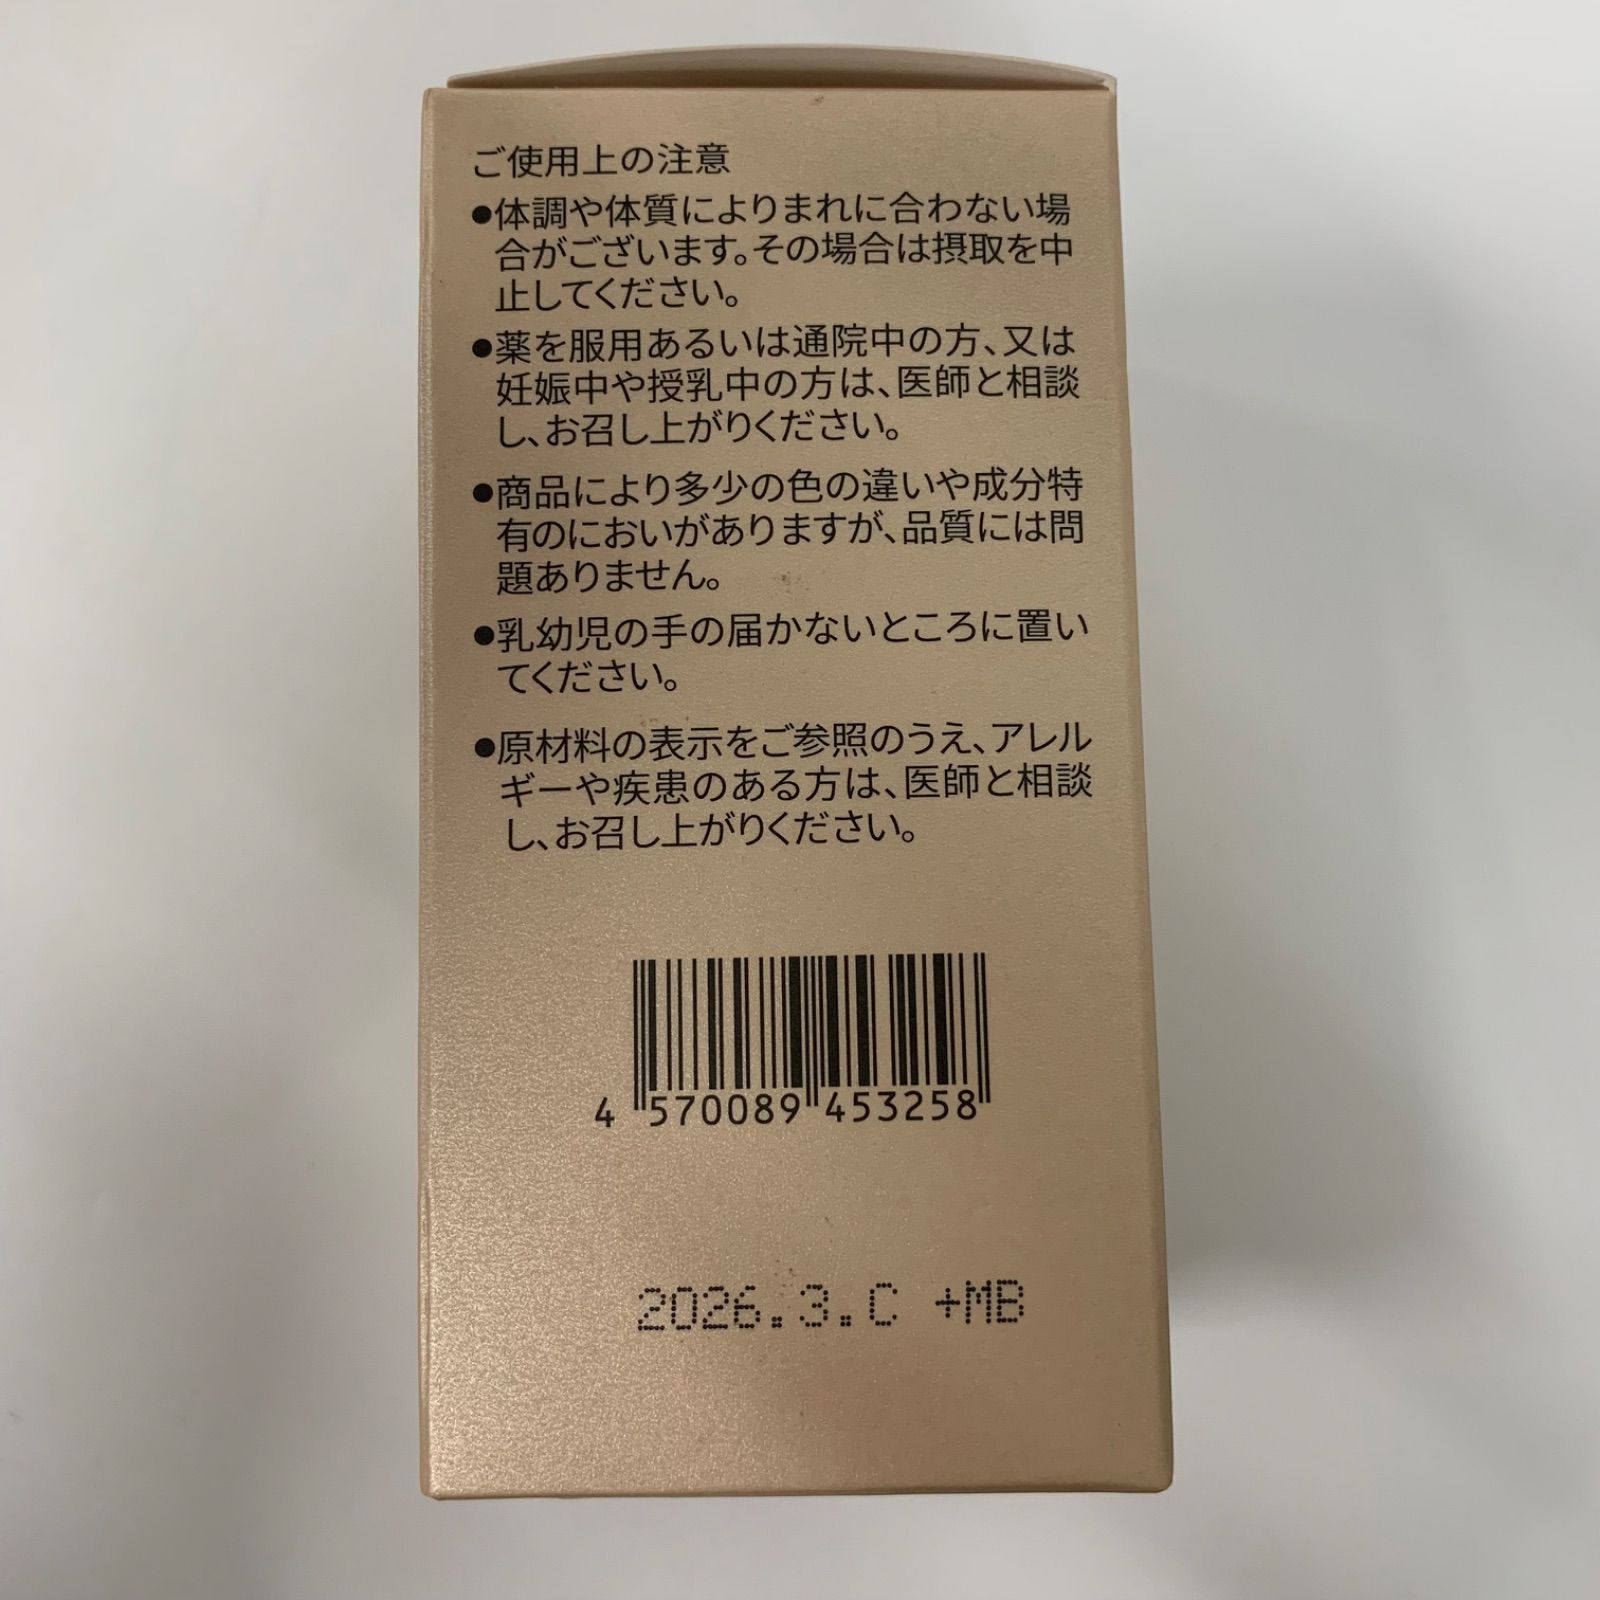 ご使用上の注意
●体調や体質によりまれに合わない場
合がございます。その場合は摂取を中
止してください。
●薬を服用あるいは通院中の方、又は
妊娠中や授乳中の方は、医師と相談
し、お召し上がりください。
●商品により多少の色の違いや成分特
有のにおいがありますが、品質には問
題ありません。
●乳幼児の手の届かないところに置い
てください。
●原材料の表示をご参照のうえ、アレル
ギーや疾患のある方は、医師と相談
し、お召し上がりください。
4 570089 453258
2026.3.C +MB